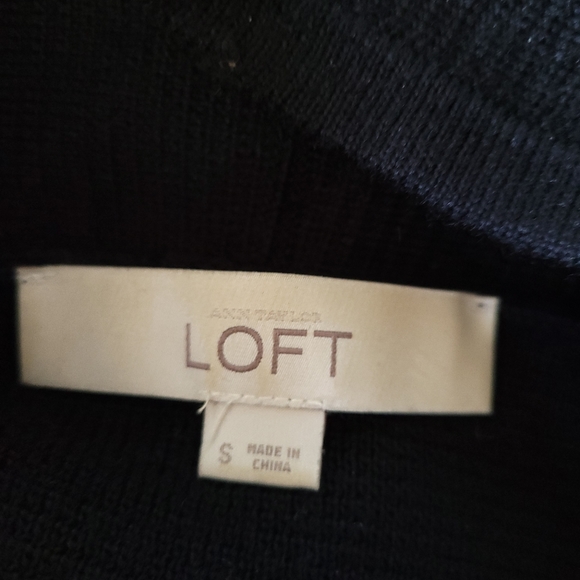 ANN TAYLOR
LOFT
S MADE IN
CHINA